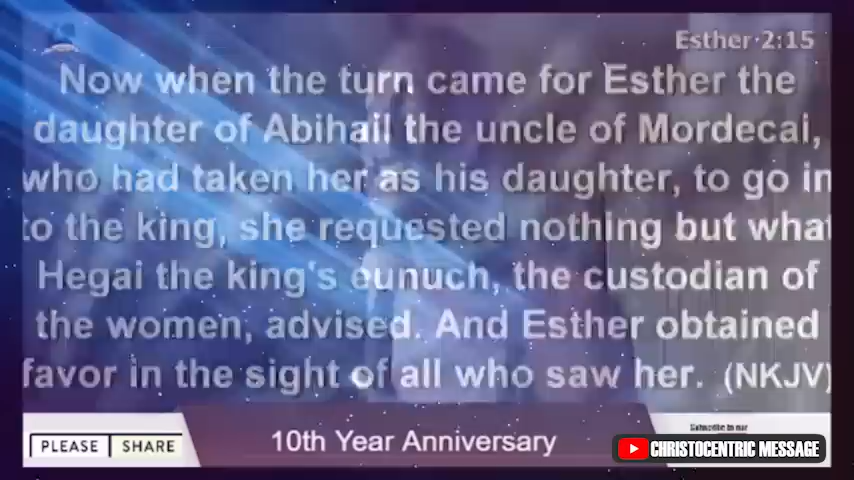 Esther 2:15
Now when the turn came for Esther the
daughter of Abihail the uncle of Mordecai,
who had taken her as his daughter, to go in
to the king, she requested nothing but what
Hegai the king's eunuch, the custodian of
the women, advised. And Esther obtained
favor in the sight of all who saw her. (NKJV)
PLEASE SHARE
10th Year Anniversary
Subscribe to our
CHRISTOCENTRIC MESSAGE